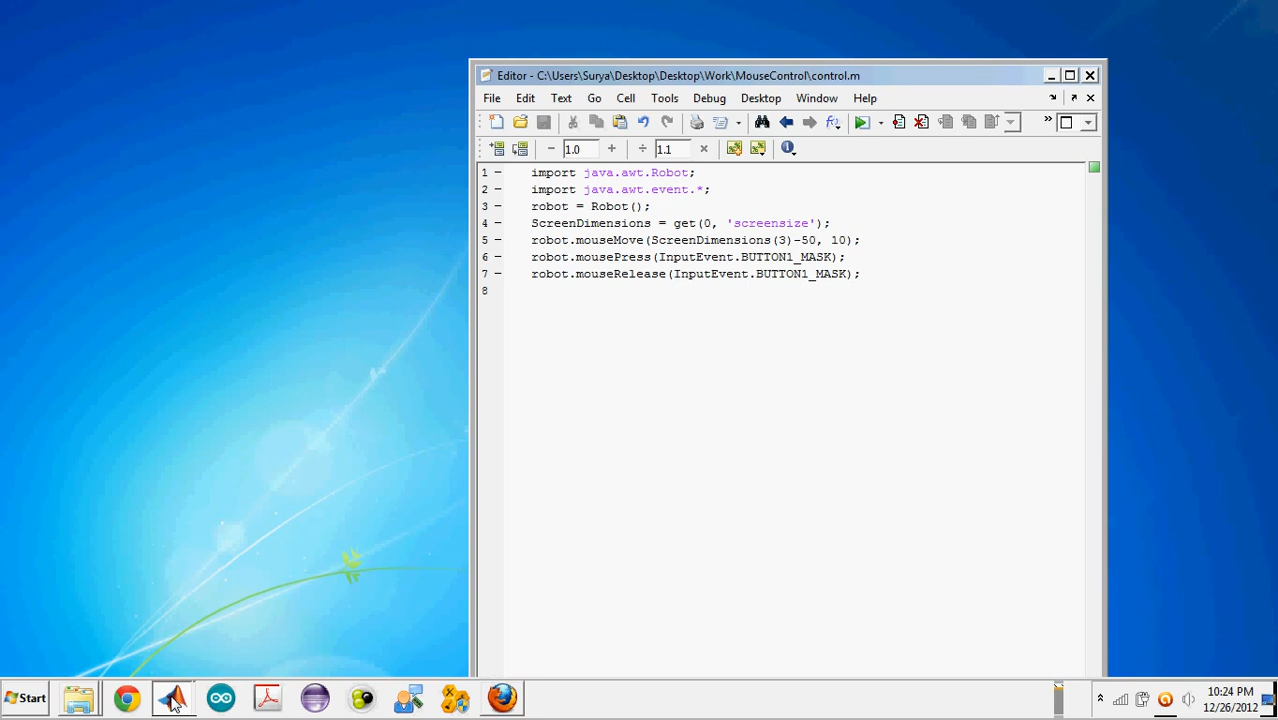 Editor - C:\Users\Surya\Desktop\Desktop\Work\MouseControl\control.m
File Edit Text Go Cell Tools Debug Desktop Window Help
1.0 1.1
1 import java.awt.Robot;
2 import java.awt.event.*;
3 robot = Robot();
4 ScreenDimensions = get(0, 'screensize');
5 robot.mouseMove(ScreenDimensions(3)-50, 10);
6 robot.mousePress(InputEvent.BUTTON1_MASK);
7 robot.mouseRelease(InputEvent.BUTTON1_MASK);
8
Start
10:24 PM
12/26/2012